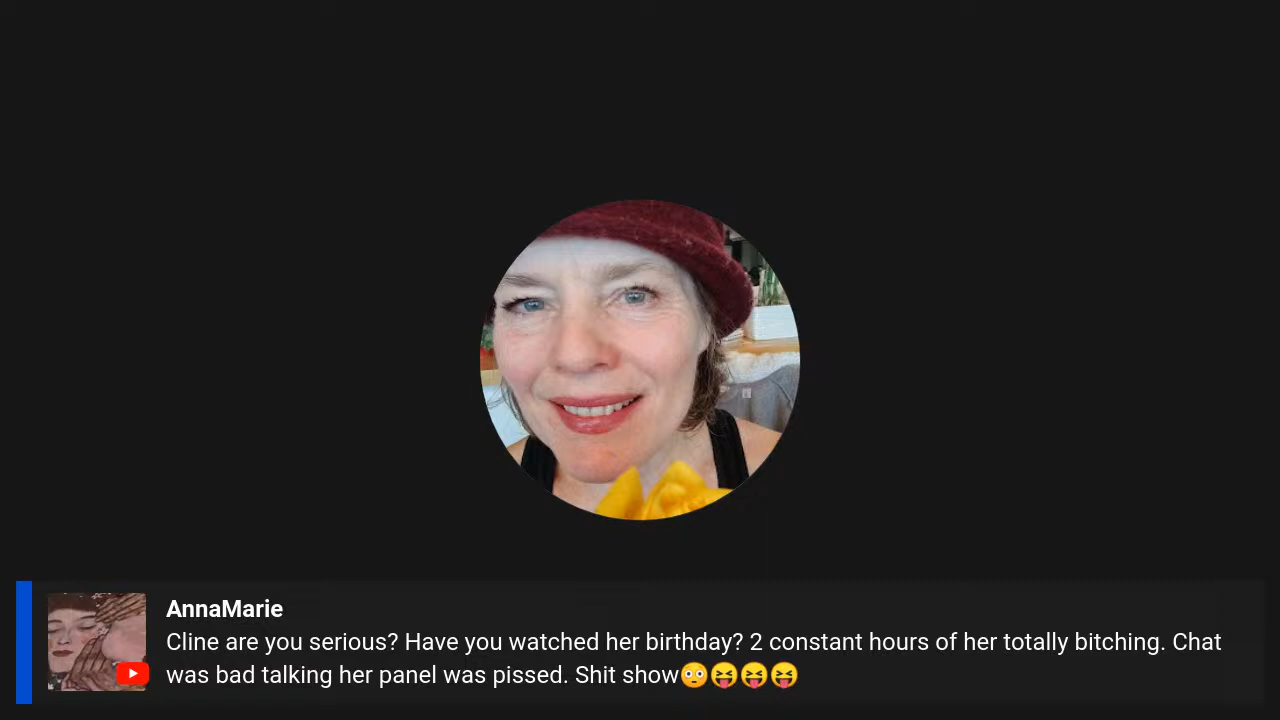 AnnaMarie
Cline are you serious? Have you watched her birthday? 2 constant hours of her totally bitching. Chat
was bad talking her panel was pissed. Shit show😳😝😝😝